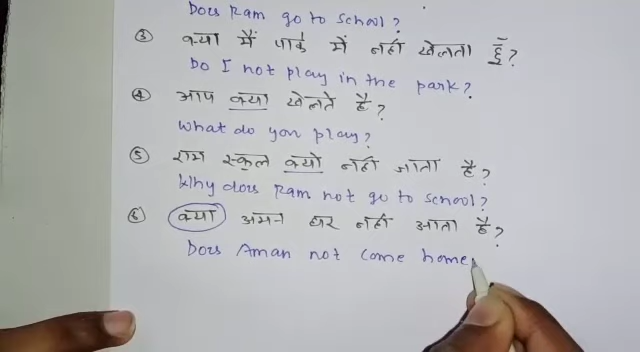 Does Ram go to School?
③ क्या मैं पार्क में नहीं खेलता हूँ?
Do I not play in the park?
④ आप क्या खेलते है?
What do you play?
⑤ राम स्कूल क्यों नहीं जाता है?
Why does Ram not go to School?
⑥ क्या अमन घर नहीं आता है?
Does Aman not Come home